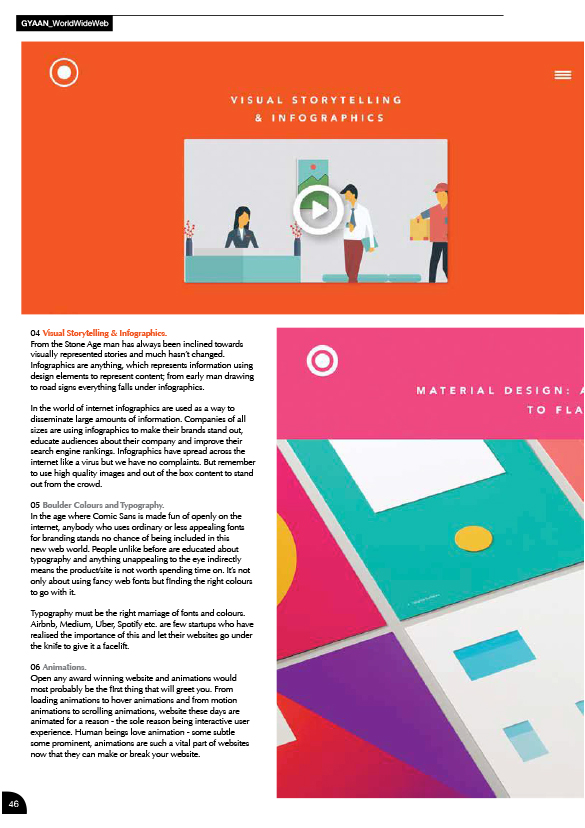 GYAAN_WorldWideWeb
VISUAL STORYTELLING
& INFOGRAPHICS
04 Visual Storytelling & Infographics.
From the Stone Age man has always been inclined towards
visually represented stories and much hasn't changed.
Infographics are anything, which represents information using
design elements to represent content; from early man drawing
to road signs everything falls under infographics.
In the world of internet infographics are used as a way to
disseminate large amounts of information. Companies of all
sizes are using infographics to make their brands stand out,
educate audiences about their company and improve their
search engine rankings. Infographics have spread across the
internet like a virus but we have no complaints. But remember
to use high quality images and out of the box content to stand
out from the crowd.
05 Boulder Colours and Typography.
In the age where Comic Sans is made fun of openly on the
internet, anybody who uses ordinary or less appealing fonts
for branding stands no chance of being included in this
new web world. People unlike before are educated about
typography and anything unappealing to the eye indirectly
means the product/site is not worth spending time on. It's not
only about using fancy web fonts but finding the right colours
to go with it.
Typography must be the right marriage of fonts and colours.
Airbnb, Medium, Uber, Spotify etc. are few startups who have
realised the importance of this and let their websites go under
the knife to give it a facelift.
06 Animations.
Open any award winning website and animations would
most probably be the first thing that will greet you. From
loading animations to hover animations and from motion
animations to scrolling animations, website these days are
animated for a reason - the sole reason being interactive user
experience. Human beings love animation - some subtle
some prominent, animations are such a vital part of websites
now that they can make or break your website.
MATERIAL DESIGN: A
TO FLA
46